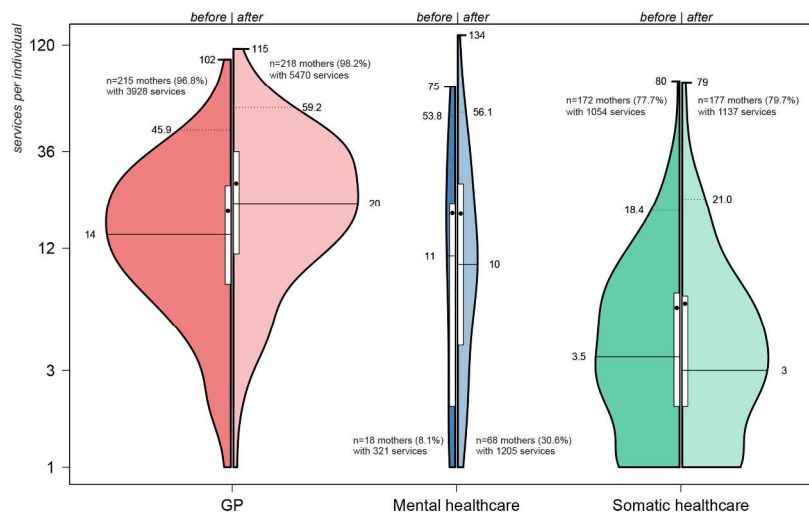 before | after
before | after
before | after
services per individual
120
36
12
3
1
102
115
n=215 mothers (96.8%)
with 3928 services
n=218 mothers (98.2%)
with 5470 services
45.9
59.2
14
20
75
134
53.8
56.1
11
10
n=18 mothers (8.1%)
with 321 services
n=68 mothers (30.6%)
with 1205 services
80
79
n=172 mothers (77.7%)
with 1054 services
n=177 mothers (79.7%)
with 1137 services
18.4
21.0
3.5
3
GP
Mental healthcare
Somatic healthcare